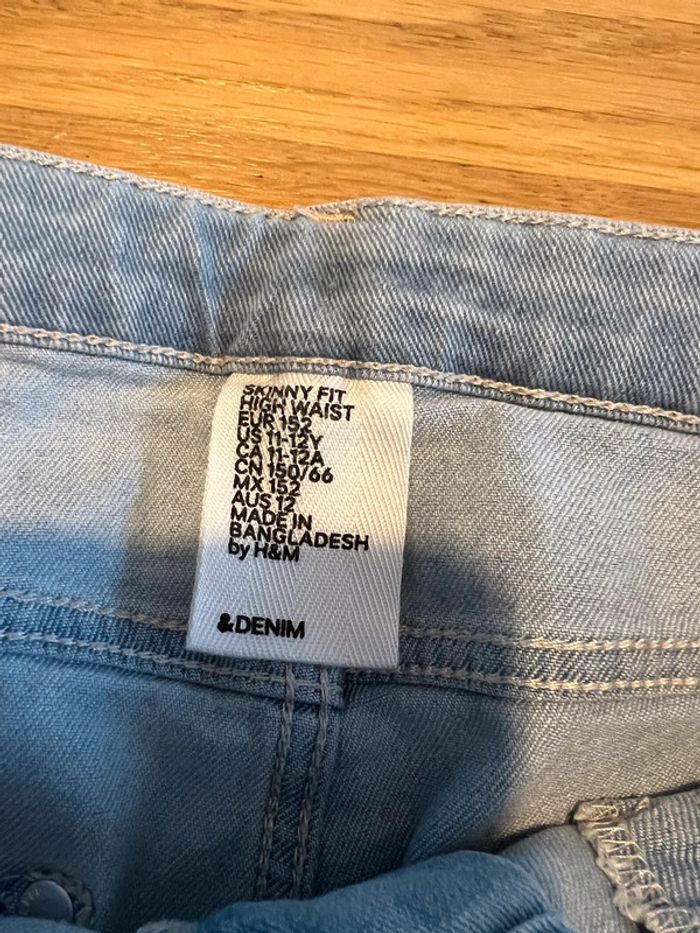 SKINNY FIT
HIGH WAIST
EUR 152
US 11-12Y
CA 11-12A
CN 150/66
MX 152
AUS 12
MADE IN
BANGLADESH
by H&M
&DENIM